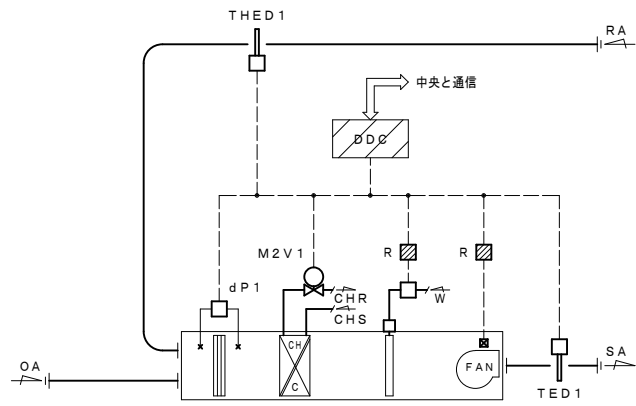 THED1
RA
中央と通信
DDC
M2V1
R
R
dP1
CHR
W
CHS
CH
C
OA
FAN
SA
TED1